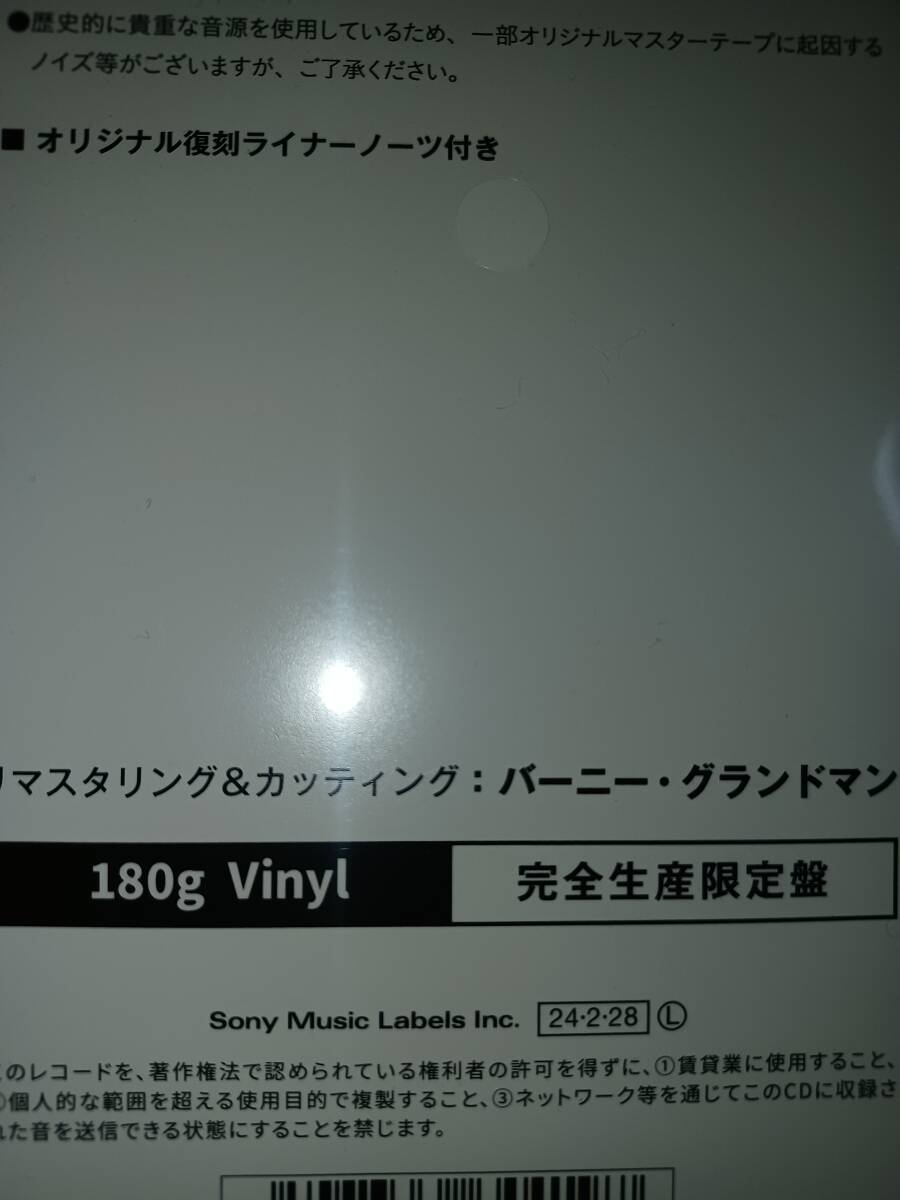 ●歴史的に貴重な音源を使用しているため、一部オリジナルマスターテープに起因する
ノイズ等がございますが、ご了承ください。
■ オリジナル復刻ライナーノーツ付き
リマスタリング&カッティング：バーニー・グランドマン
180g Vinyl 完全生産限定盤
Sony Music Labels Inc. 24・2・28 Ⓛ
このレコードを、著作権法で認められている権利者の許可を得ずに、①賃貸業に使用すること、
②個人的な範囲を超える使用目的で複製すること、③ネットワーク等を通じてこのCDに収録さ
れた音を送信できる状態にすることを禁じます。